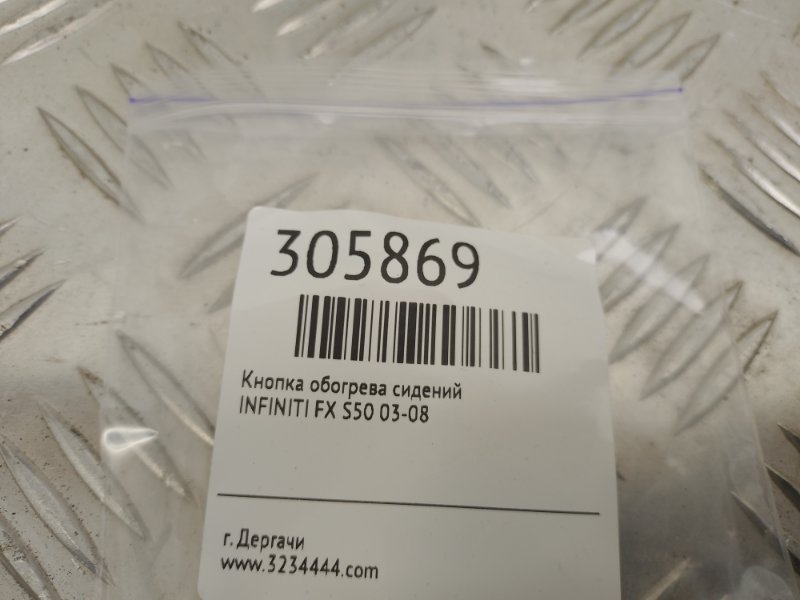 305869
Кнопка обогрева сидений
INFINITI FX S50 03-08
г. Дергачи
www.3234444.com